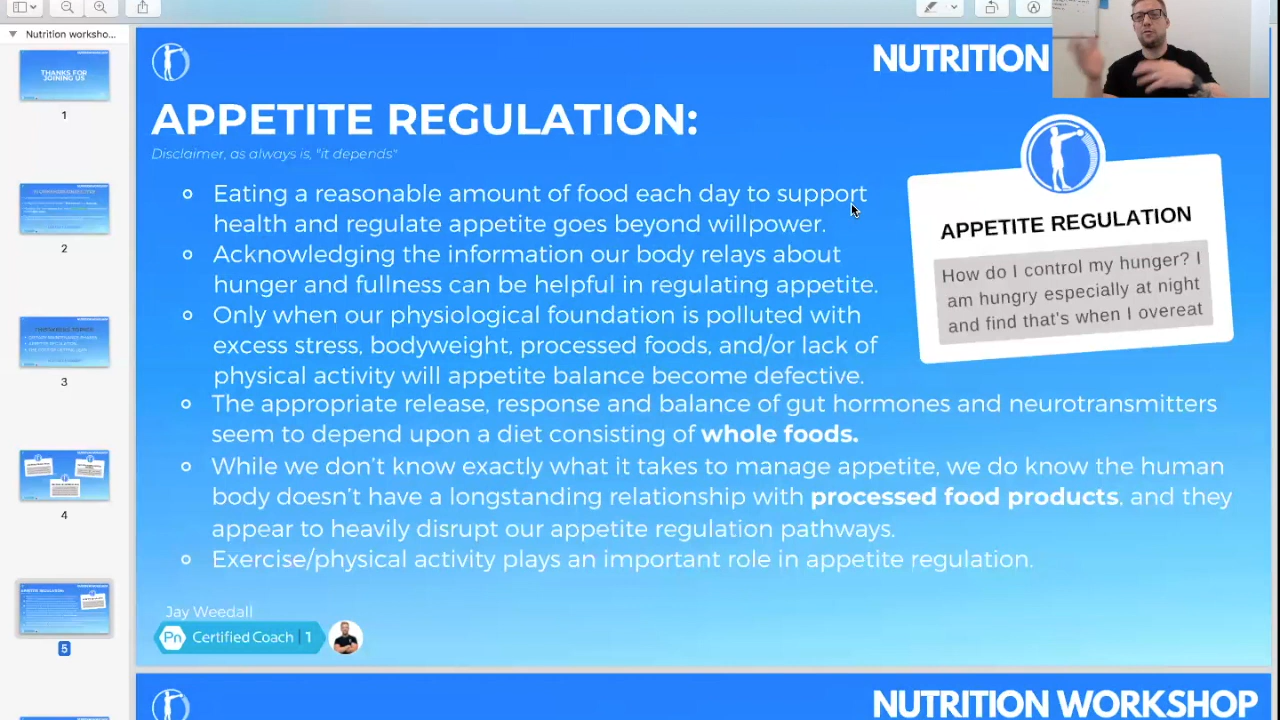 Nutrition worksho...
THANKS FOR
JOINING US
1
2
3
4
5
NUTRITION
APPETITE REGULATION:
Disclaimer, as always is, "it depends"
Eating a reasonable amount of food each day to support
health and regulate appetite goes beyond willpower.
Acknowledging the information our body relays about
hunger and fullness can be helpful in regulating appetite.
Only when our physiological foundation is polluted with
excess stress, bodyweight, processed foods, and/or lack of
physical activity will appetite balance become defective.
The appropriate release, response and balance of gut hormones and neurotransmitters
seem to depend upon a diet consisting of whole foods.
While we don't know exactly what it takes to manage appetite, we do know the human
body doesn't have a longstanding relationship with processed food products, and they
appear to heavily disrupt our appetite regulation pathways.
Exercise/physical activity plays an important role in appetite regulation.
APPETITE REGULATION
How do I control my hunger? I
am hungry especially at night
and find that's when I overeat
Jay Weedall
Pn Certified Coach | 1
NUTRITION WORKSHOP